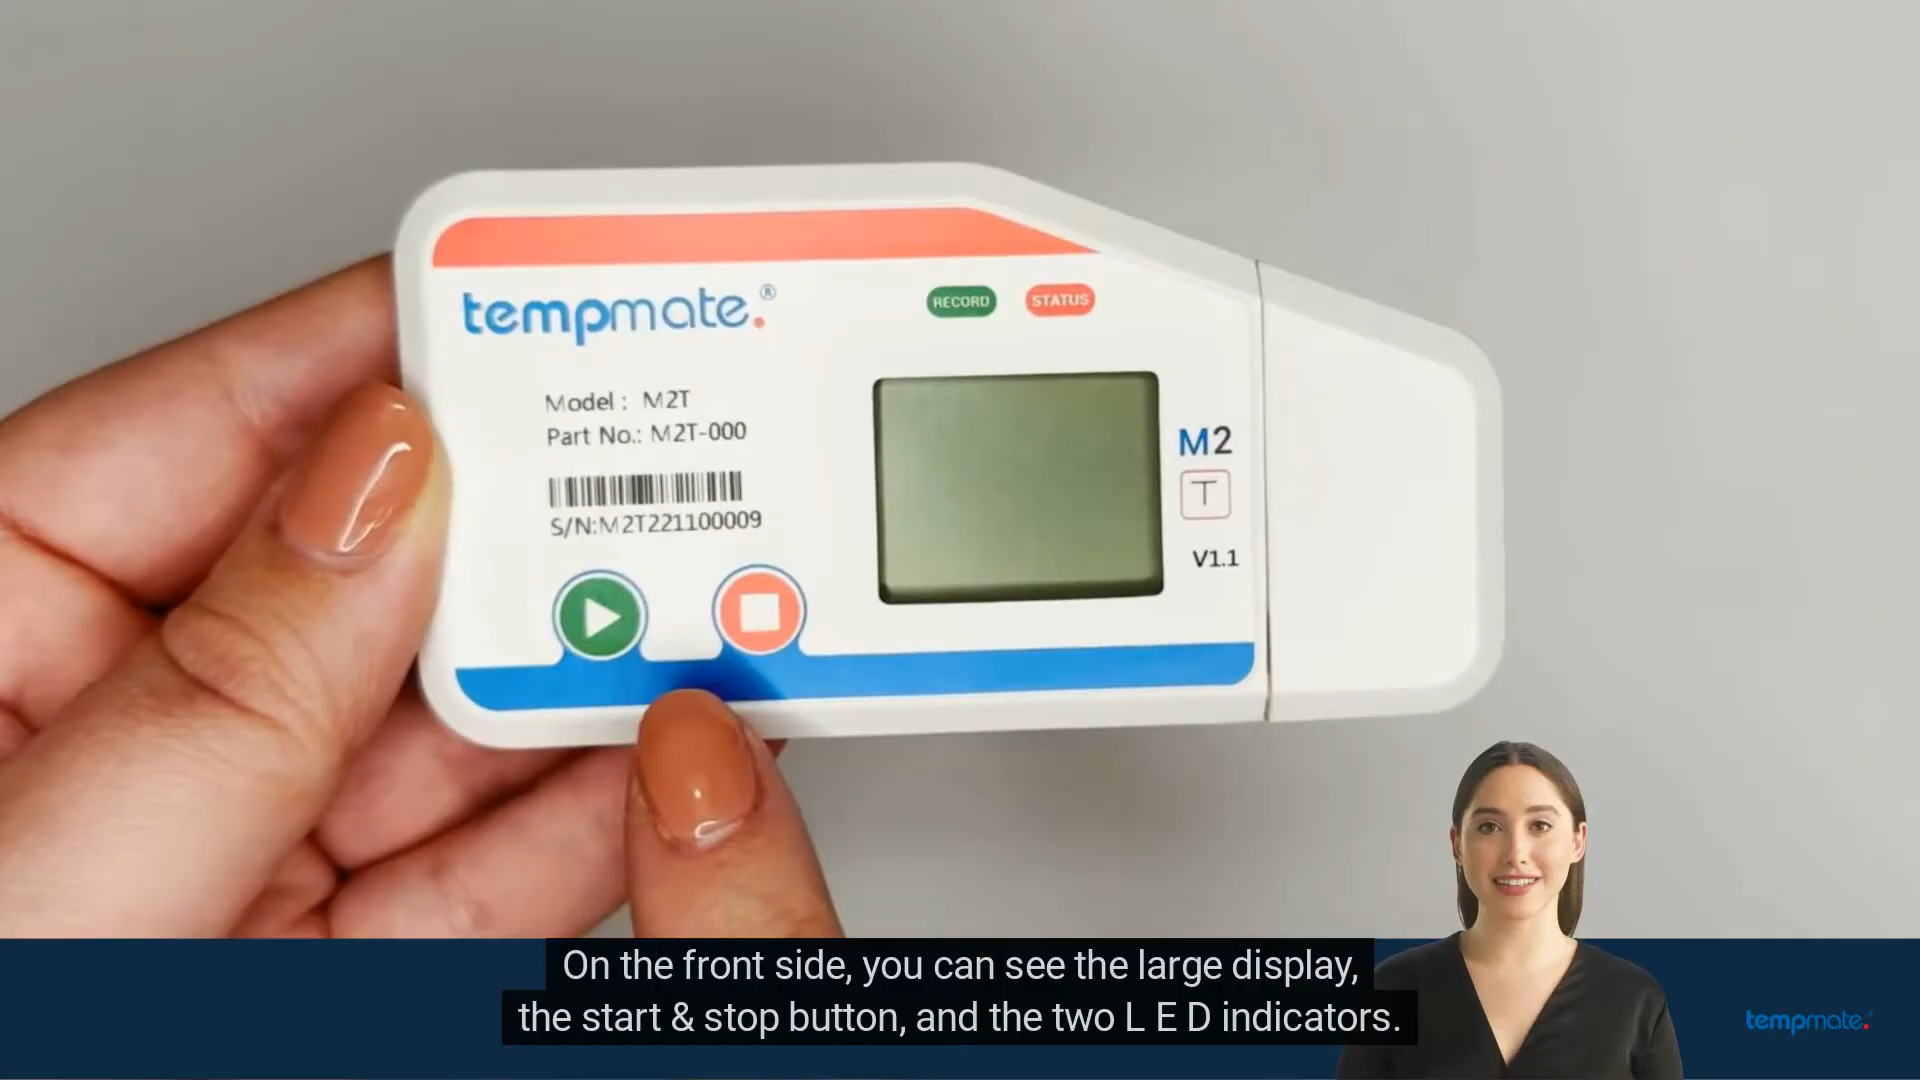 tempmate.®
RECORD
STATUS
Model : M2T
Part No.: M2T-000
S/N:M2T221100009
M2
T
V1.1
On the front side, you can see the large display,
the start & stop button, and the two L E D indicators.
tempmate.